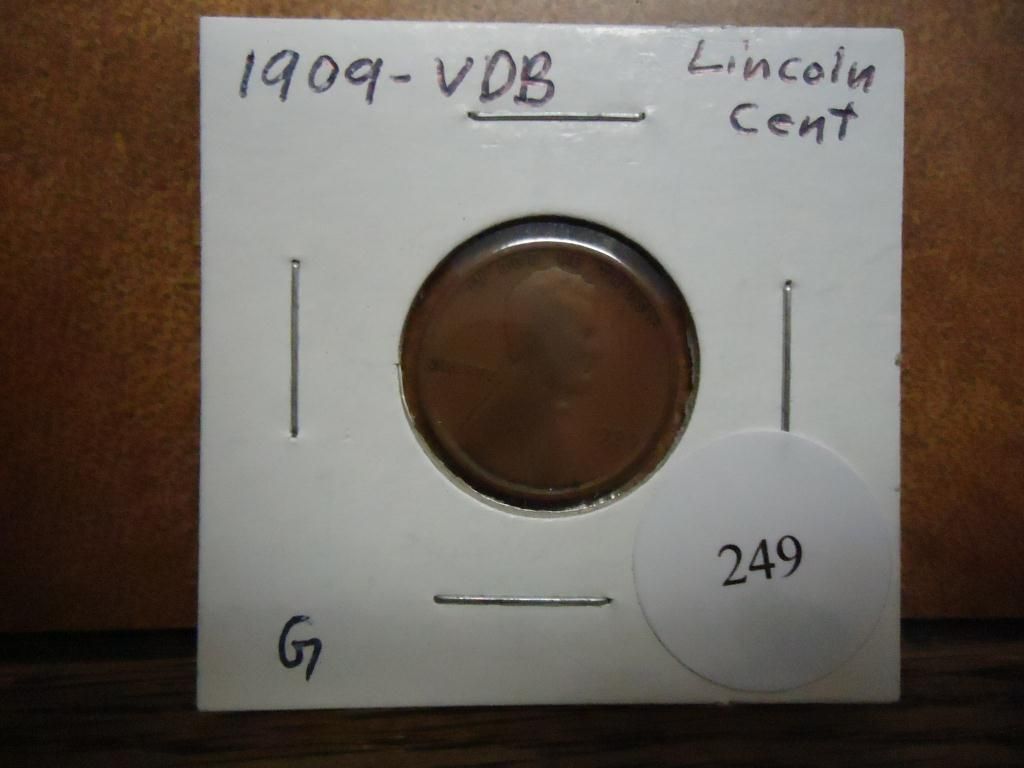 1909-VDB
Lincoln
Cent
249
G